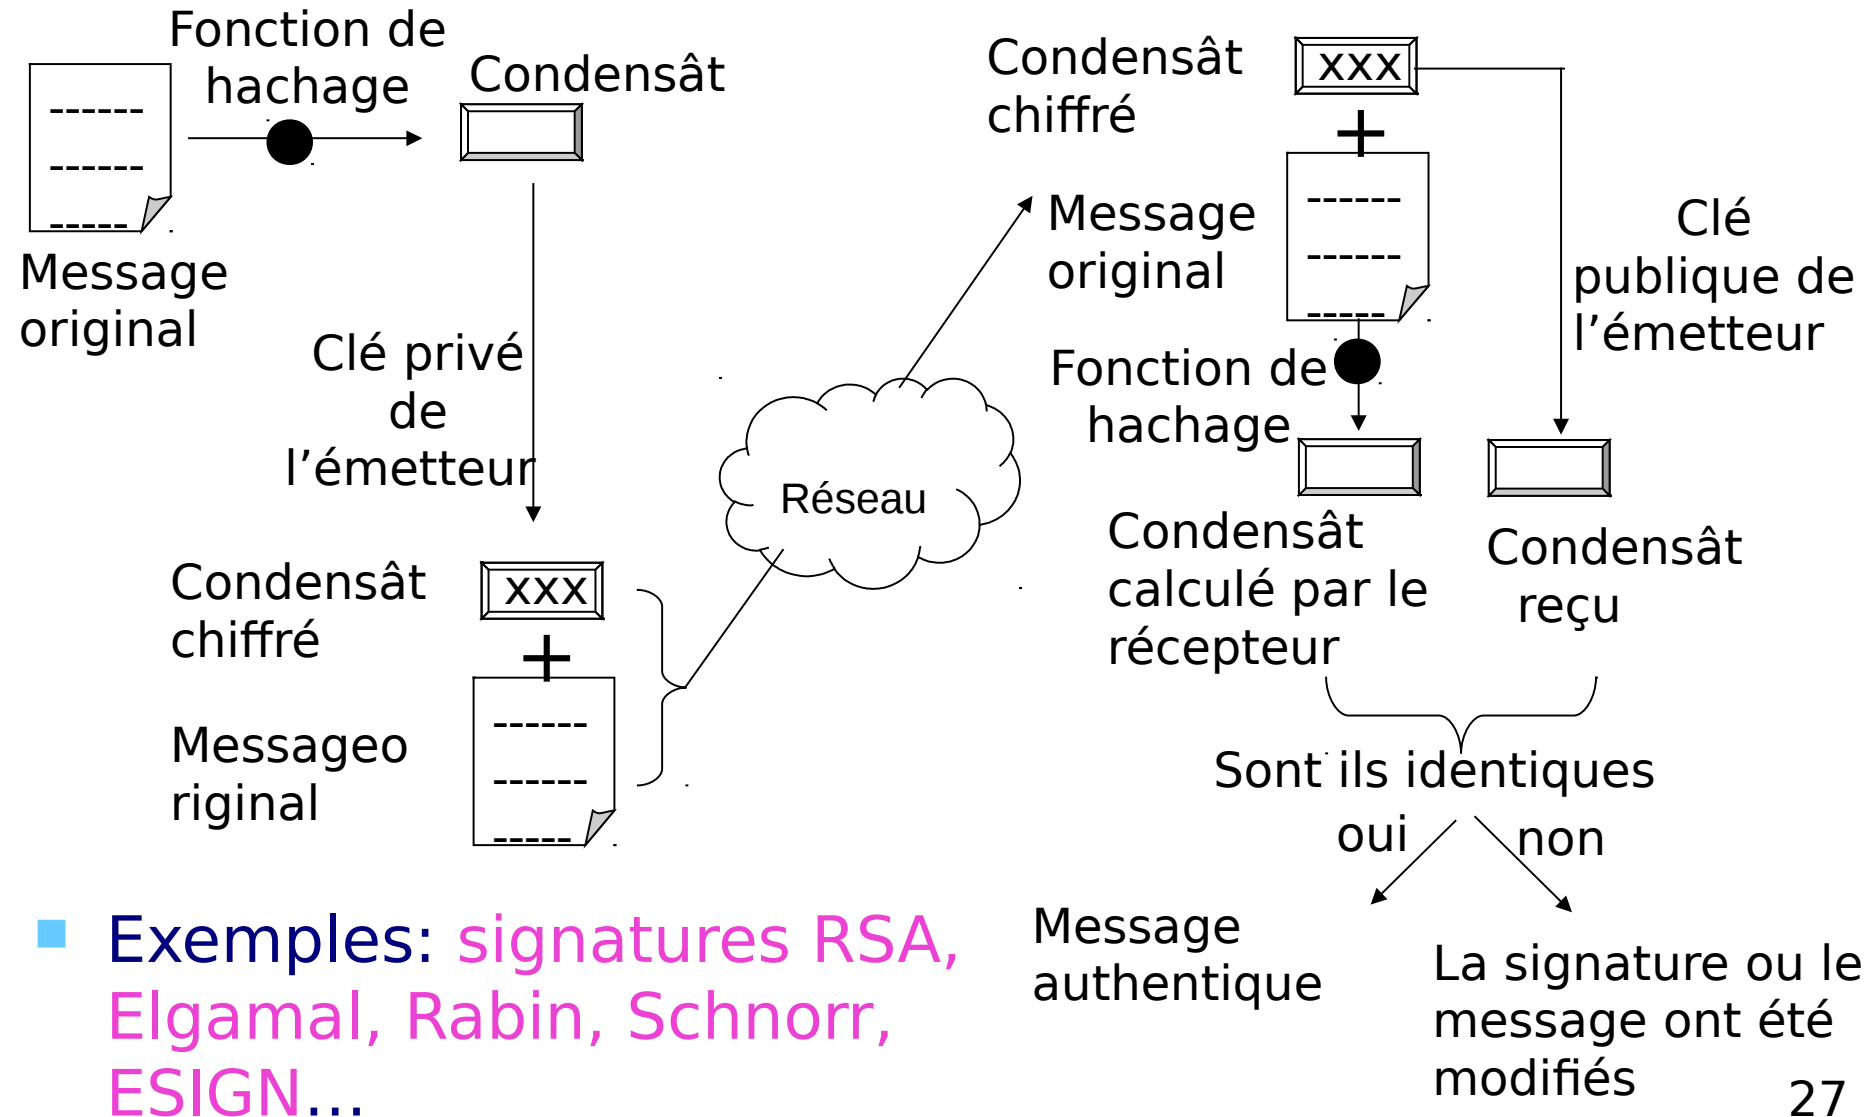 Fonction de
hachage
Condensât
------
------
-----
Message
original
Clé privé
de
l’émetteur
Condensât
chiffré
xxx
+
Messageo
riginal
------
------
-----
Réseau
Condensât
chiffré
xxx
+
Message
original
------
------
-----
Clé
publique de
l’émetteur
Fonction de
hachage
Condensât
calculé par le
récepteur
Condensât
reçu
Sont ils identiques
oui
non
Message
authentique
La signature ou le
message ont été
modifiés
Exemples: signatures RSA,
Elgamal, Rabin, Schnorr,
ESIGN…
27